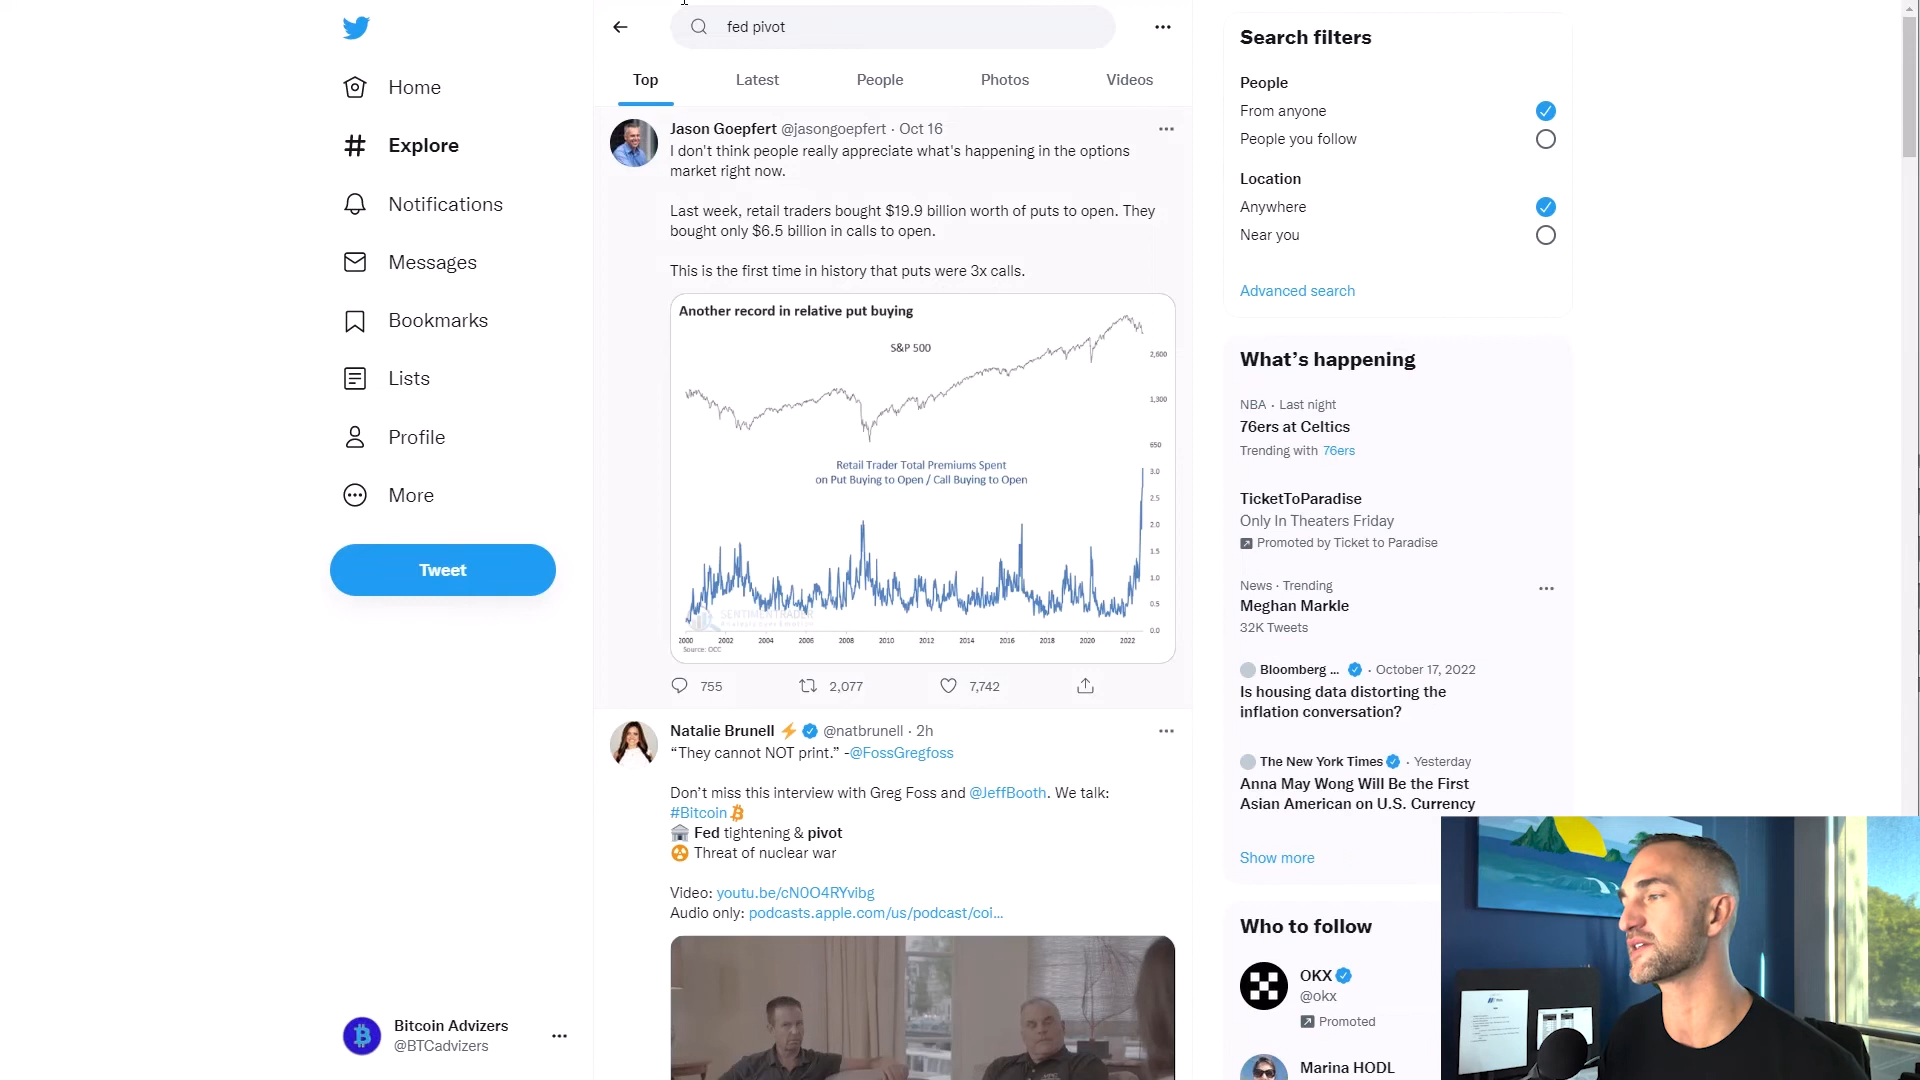 fed pivot
Home
Explore
Notifications
Messages
Bookmarks
Lists
Profile
More
Tweet
Bitcoin Advizers
@BTCadvizers
Top
Latest
People
Photos
Videos
Jason Goepfert @jasongoepfert · Oct 16
I don't think people really appreciate what's happening in the options
market right now.
Last week, retail traders bought $19.9 billion worth of puts to open. They
bought only $6.5 billion in calls to open.
This is the first time in history that puts were 3x calls.
Another record in relative put buying
S&P 500
2,600
1,300
650
Retail Trader Total Premiums Spent
on Put Buying to Open / Call Buying to Open
3.0
2.5
2.0
1.5
1.0
0.5
0.0
SENTIMENTRADER
2000 2002 2004 2006 2008 2010 2012 2014 2016 2018 2020 2022
Source: OCC
755
2,077
7,742
Natalie Brunell @natbrunell · 2h
“They cannot NOT print.” -@FossGregfoss
Don’t miss this interview with Greg Foss and @JeffBooth. We talk:
#Bitcoin
Fed tightening & pivot
Threat of nuclear war
Video: youtu.be/cN0O4RYvibg
Audio only: podcasts.apple.com/us/podcast/coi…
Search filters
People
From anyone
People you follow
Location
Anywhere
Near you
Advanced search
What’s happening
NBA · Last night
76ers at Celtics
Trending with 76ers
TicketToParadise
Only In Theaters Friday
Promoted by Ticket to Paradise
News · Trending
Meghan Markle
32K Tweets
Bloomberg ... · October 17, 2022
Is housing data distorting the
inflation conversation?
The New York Times · Yesterday
Anna May Wong Will Be the First
Asian American on U.S. Currency
Show more
Who to follow
OKX
@okx
Promoted
Marina HODL